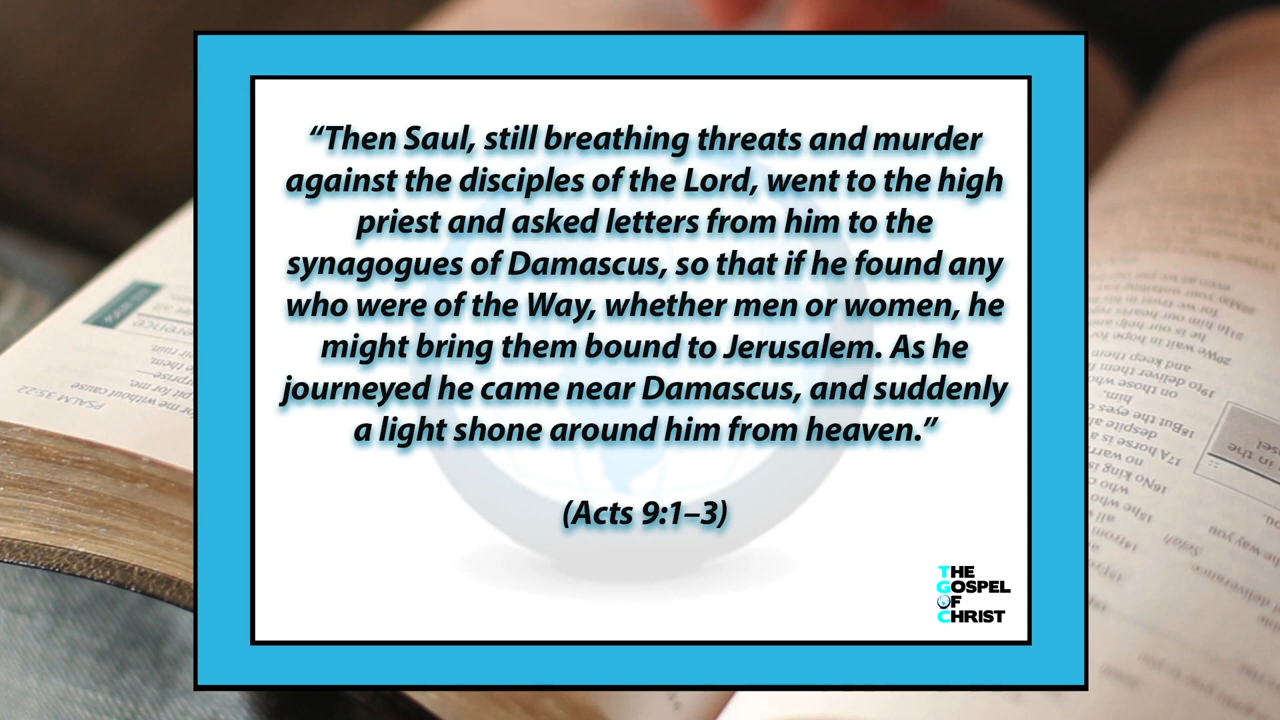 “Then Saul, still breathing threats and murder
against the disciples of the Lord, went to the high
priest and asked letters from him to the
synagogues of Damascus, so that if he found any
who were of the Way, whether men or women, he
might bring them bound to Jerusalem. As he
journeyed he came near Damascus, and suddenly
a light shone around him from heaven.”
(Acts 9:1–3)
THE
GOSPEL
OF
CHRIST
PSALM 35:22